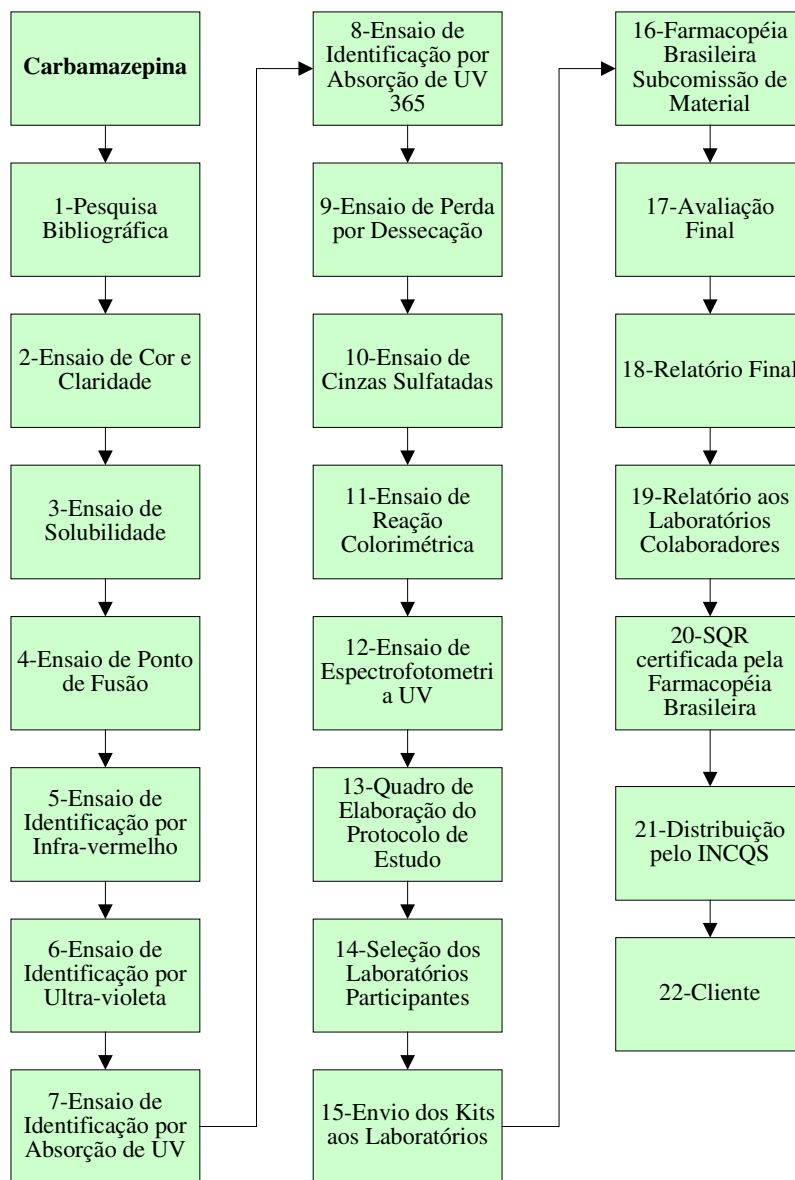 Carbamazepina
1-Pesquisa
Bibliográfica
2-Ensaio de Cor e
Claridade
3-Ensaio de
Solubilidade
4-Ensaio de Ponto
de Fusão
5-Ensaio de
Identificação por
Infra-vermelho
6-Ensaio de
Identificação por
Ultra-violeta
7-Ensaio de
Identificação por
Absorção de UV
8-Ensaio de
Identificação por
Absorção de UV
365
9-Ensaio de Perda
por Dessecação
10-Ensaio de
Cinzas Sulfatadas
11-Ensaio de
Reação
Colorimétrica
12-Ensaio de
Espectrofotometri
a UV
13-Quadro de
Elaboração do
Protocolo de
Estudo
14-Seleção dos
Laboratórios
Participantes
15-Envio dos Kits
aos Laboratórios
16-Farmacopéia
Brasileira
Subcomissão de
Material
17-Avaliação
Final
18-Relatório Final
19-Relatório aos
Laboratórios
Colaboradores
20-SQR
certificada pela
Farmacopéia
Brasileira
21-Distribuição
pelo INCQS
22-Cliente